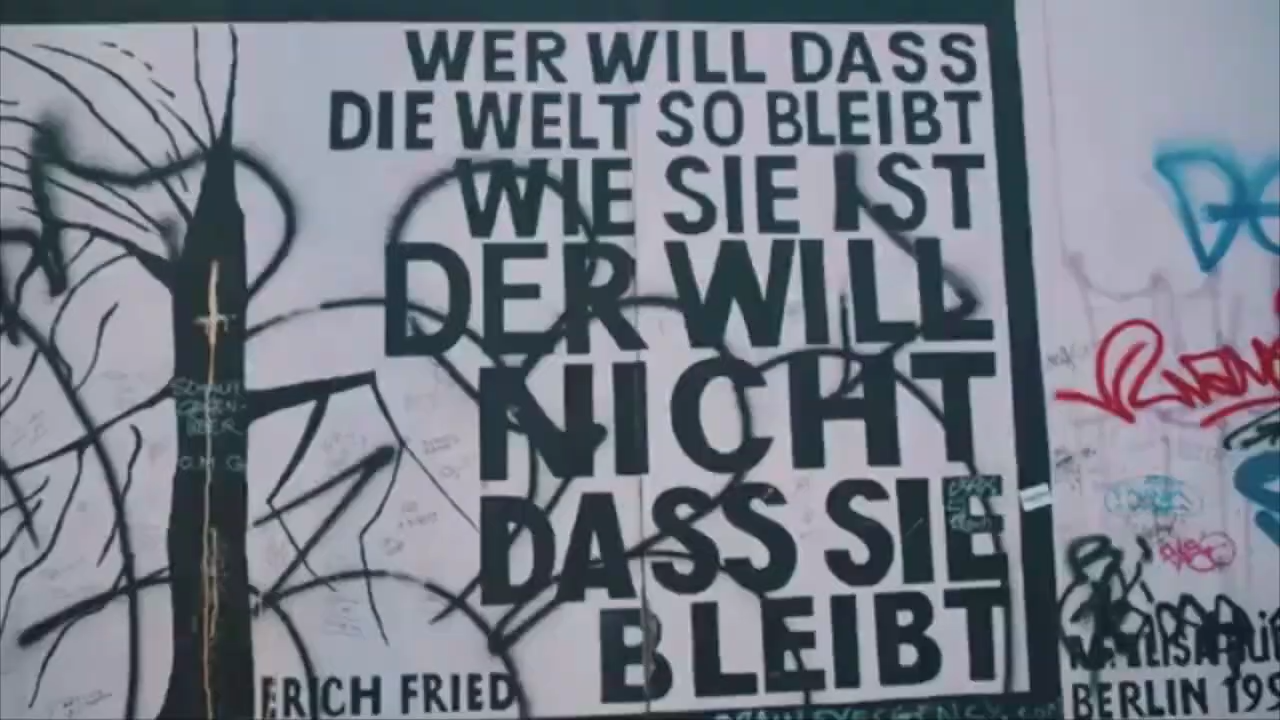 WER WILL DASS
DIE WELT SO BLEIBT
WIE SIE IST
DER WILL
NICHT
DASS SIE
BLEIBT
ERICH FRIED
BERLIN 199